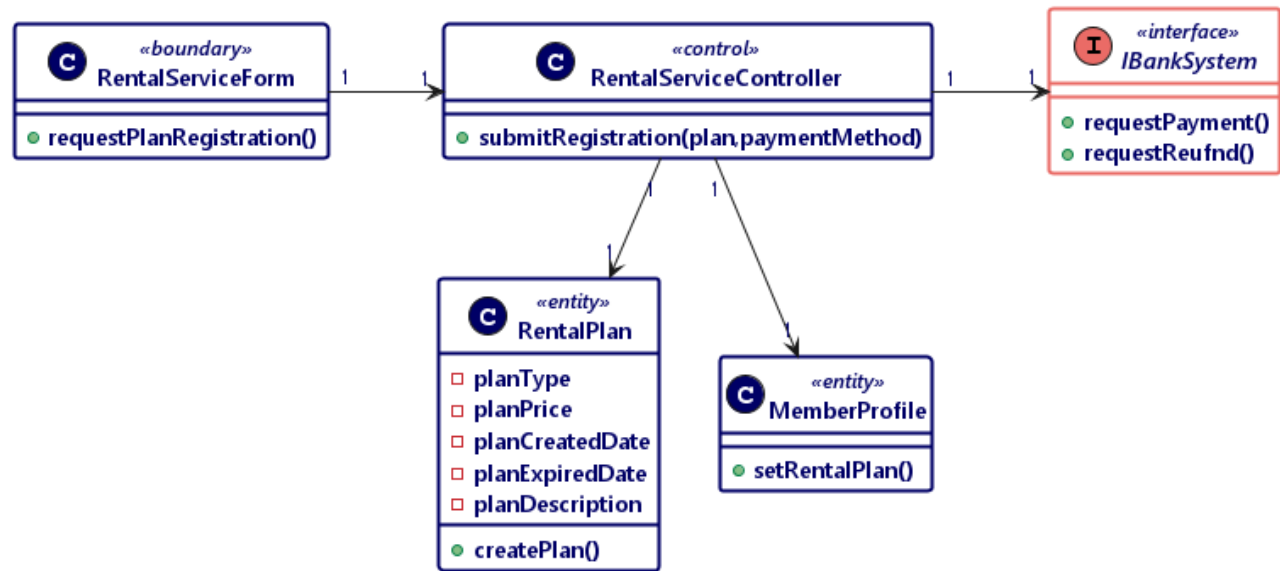 «boundary»
C
RentalServiceForm
requestPlanRegistration()
1
1
«control»
C
RentalServiceController
submitRegistration(plan,paymentMethod)
1
1
«interface»
I
IBankSystem
requestPayment()
requestReufnd()
1
1
1
1
«entity»
C
RentalPlan
planType
planPrice
planCreatedDate
planExpiredDate
planDescription
createPlan()
«entity»
C
MemberProfile
setRentalPlan()